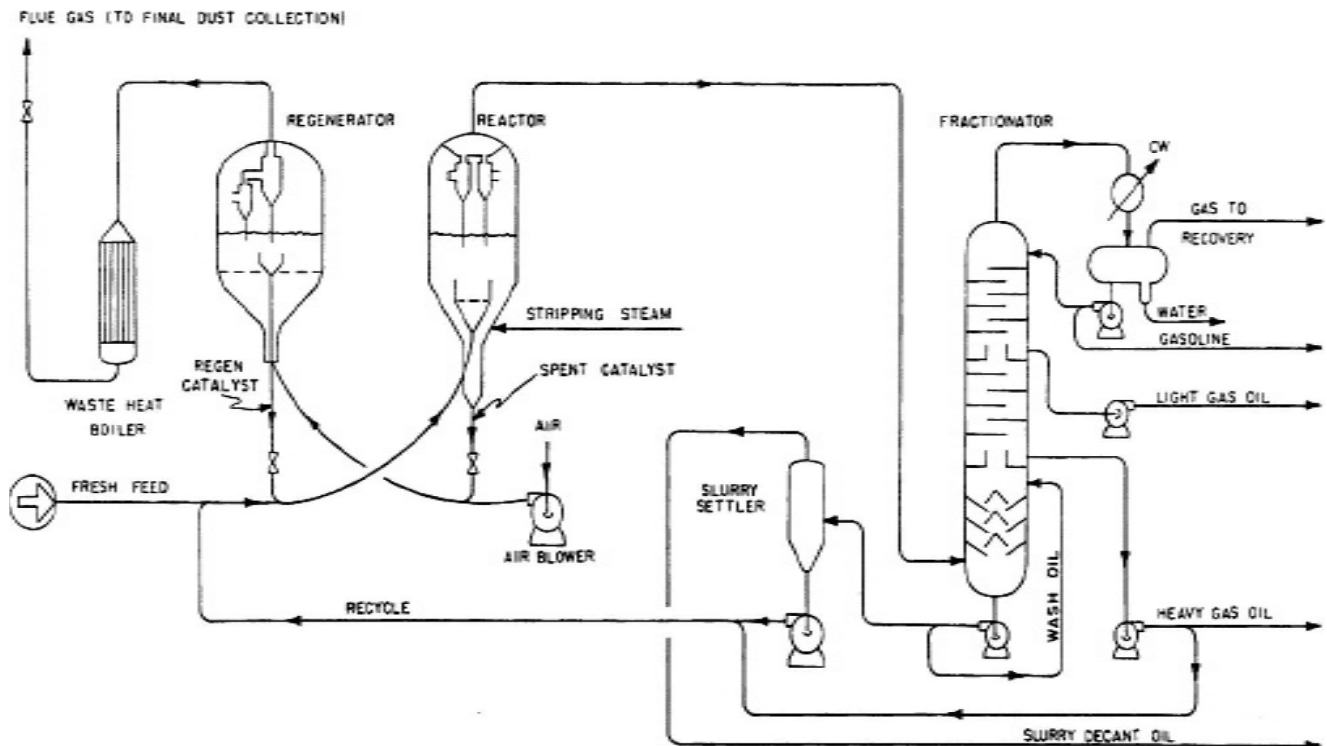 FLUE GAS (TO FINAL DUST COLLECTION)
REGENERATOR
REACTOR
FRACTIONATOR
CW
GAS TO
RECOVERY
WATER
GASOLINE
STRIPPING STEAM
REGEN
CATALYST
SPENT CATALYST
WASTE HEAT
BOILER
LIGHT GAS OIL
AIR
FRESH FEED
SLURRY
SETTLER
AIR BLOWER
WASH OIL
RECYCLE
HEAVY GAS OIL
SLURRY DECANT OIL